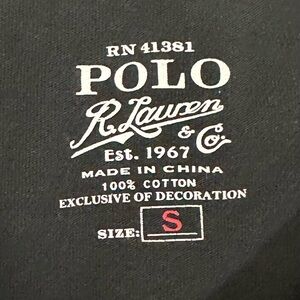 RN 41381
POLO
R. Lauren
& Co.
Est. 1967
MADE IN CHINA
100% COTTON
EXCLUSIVE OF DECORATION
SIZE: S